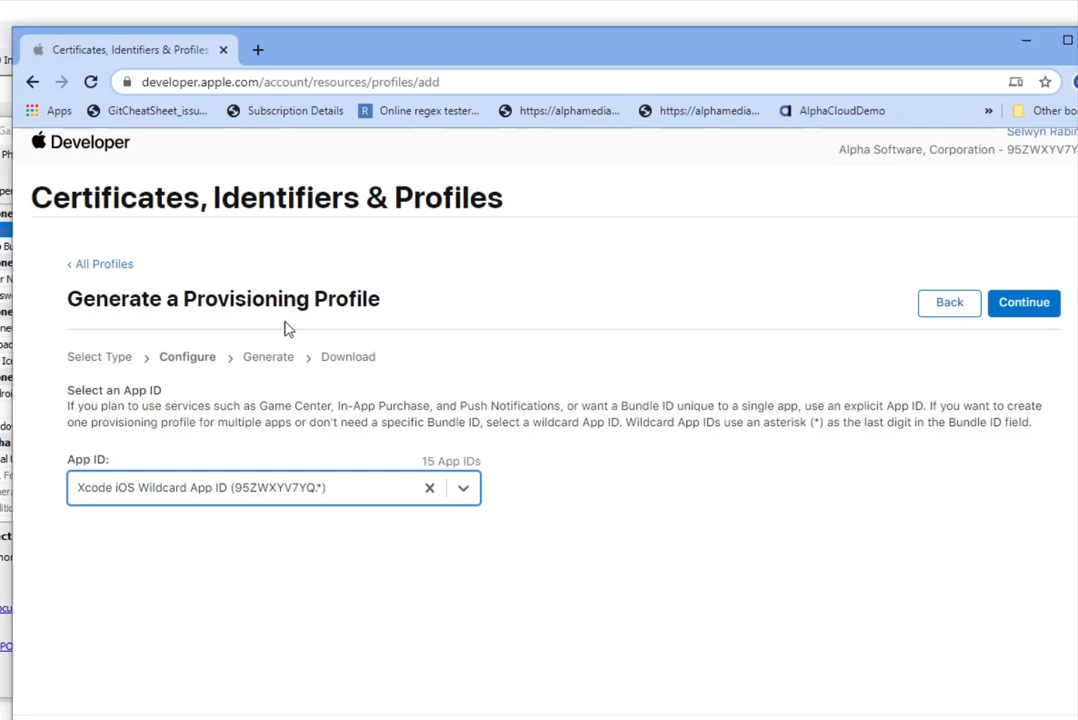 Certificates, Identifiers & Profiles
developer.apple.com/account/resources/profiles/add
Apps
GitCheatSheet_isu...
Subscription Details
R
Online regex tester...
https://alphamedia...
https://alphamedia...
AlphaCloudDemo
»
Other bo
Developer
Selwyn Rabin
Alpha Software, Corporation - 95ZWXYV7Y
Certificates, Identifiers & Profiles
‹ All Profiles
Generate a Provisioning Profile
Back
Continue
Select Type › Configure › Generate › Download
Select an App ID
If you plan to use services such as Game Center, In-App Purchase, and Push Notifications, or want a Bundle ID unique to a single app, use an explicit App ID. If you want to create
one provisioning profile for multiple apps or don't need a specific Bundle ID, select a wildcard App ID. Wildcard App IDs use an asterisk (*) as the last digit in the Bundle ID field.
App ID:
15 App IDs
Xcode iOS Wildcard App ID (95ZWXYV7YQ.*)